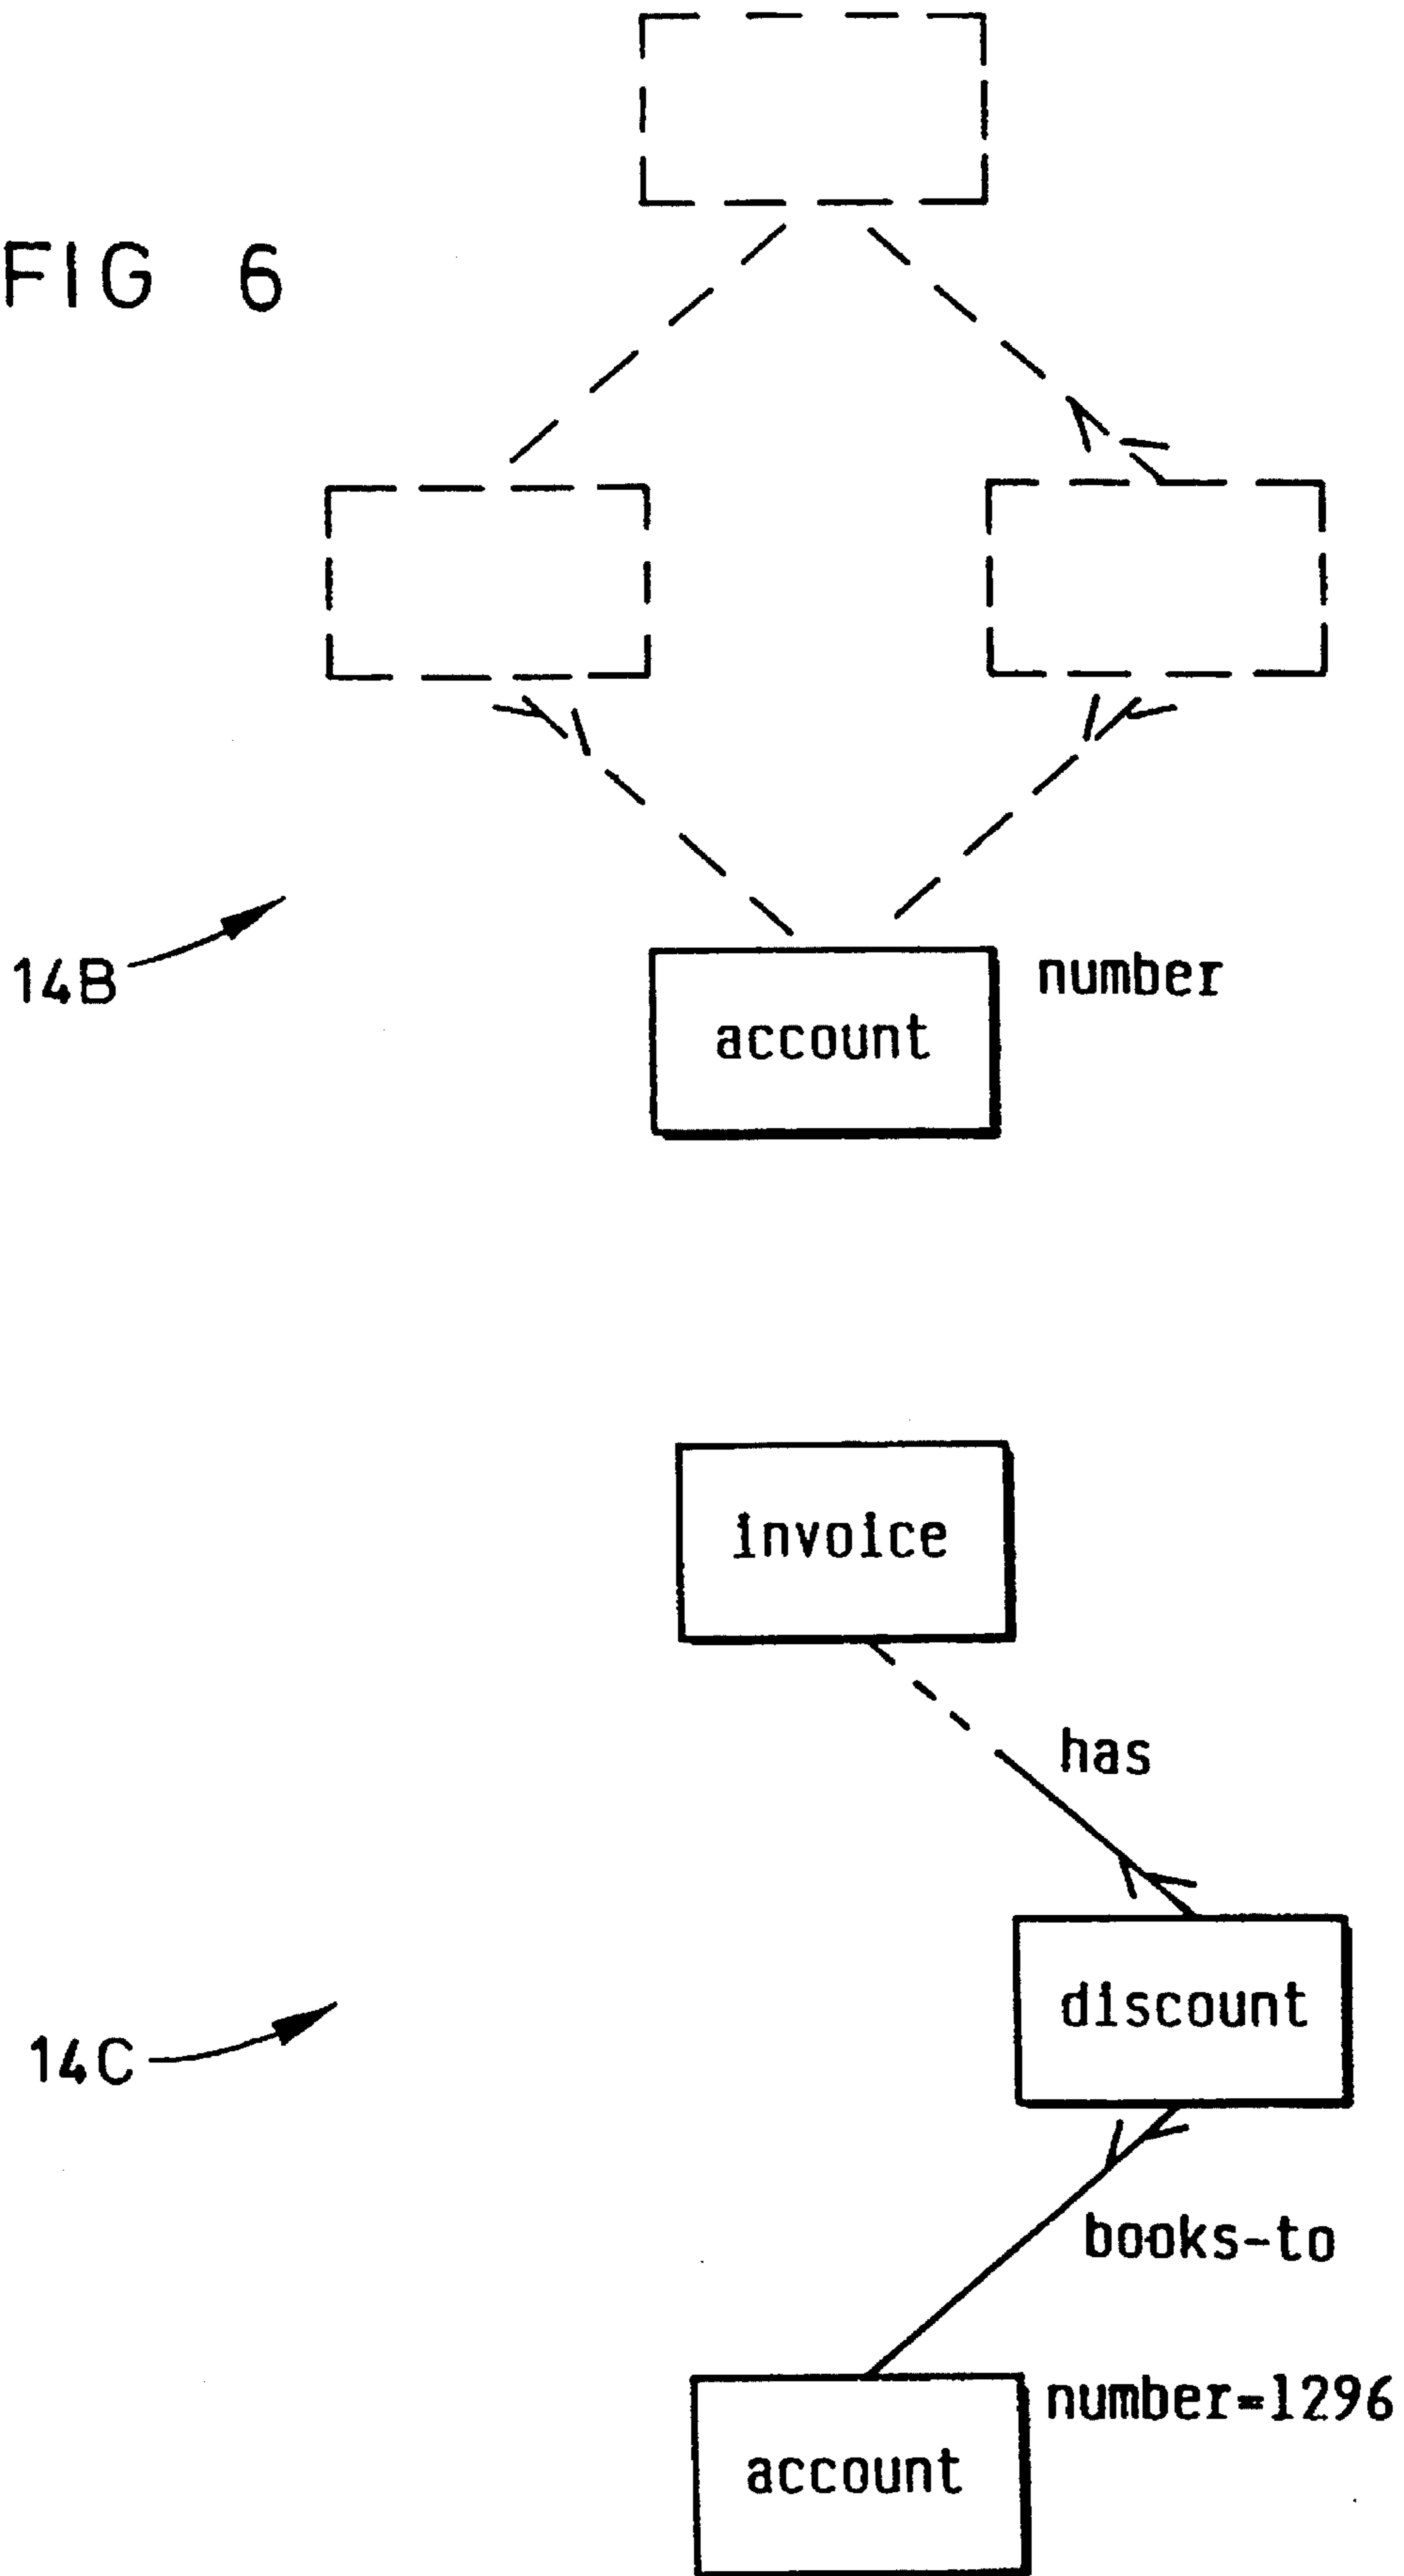 FIG 6
14B
number
account
invoice
has
discount
14C
books-to
number=1296
account